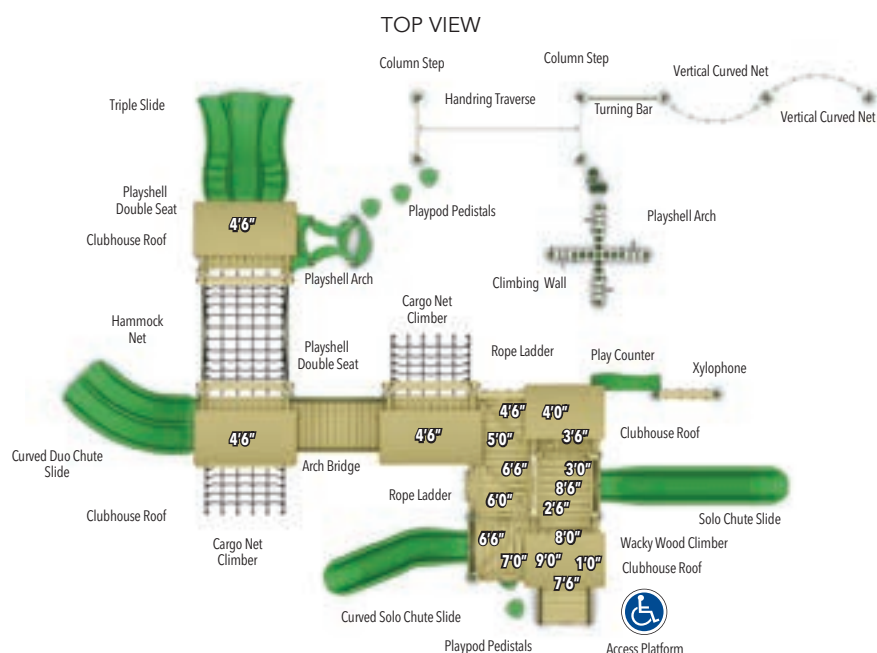 TOP VIEW
Column Step
Column Step
Vertical Curved Net
Triple Slide
Handring Traverse
Turning Bar
Vertical Curved Net
Playshell
Double Seat
Playpod Pedistals
Playshell Arch
4'6"
Clubhouse Roof
Playshell Arch
Climbing Wall
Cargo Net
Climber
Hammock
Net
Playshell
Double Seat
Rope Ladder
Play Counter
Xylophone
4'6"
4'0"
4'6"
4'6"
5'0"
3'6"
Clubhouse Roof
Curved Duo Chute
Slide
Arch Bridge
6'6"
3'0"
8'6"
Rope Ladder
6'0"
2'6"
Clubhouse Roof
Solo Chute Slide
Cargo Net
Climber
6'6"
8'0"
Wacky Wood Climber
7'0"
9'0"
1'0"
Clubhouse Roof
7'6"
Curved Solo Chute Slide
Playpod Pedistals
Access Platform